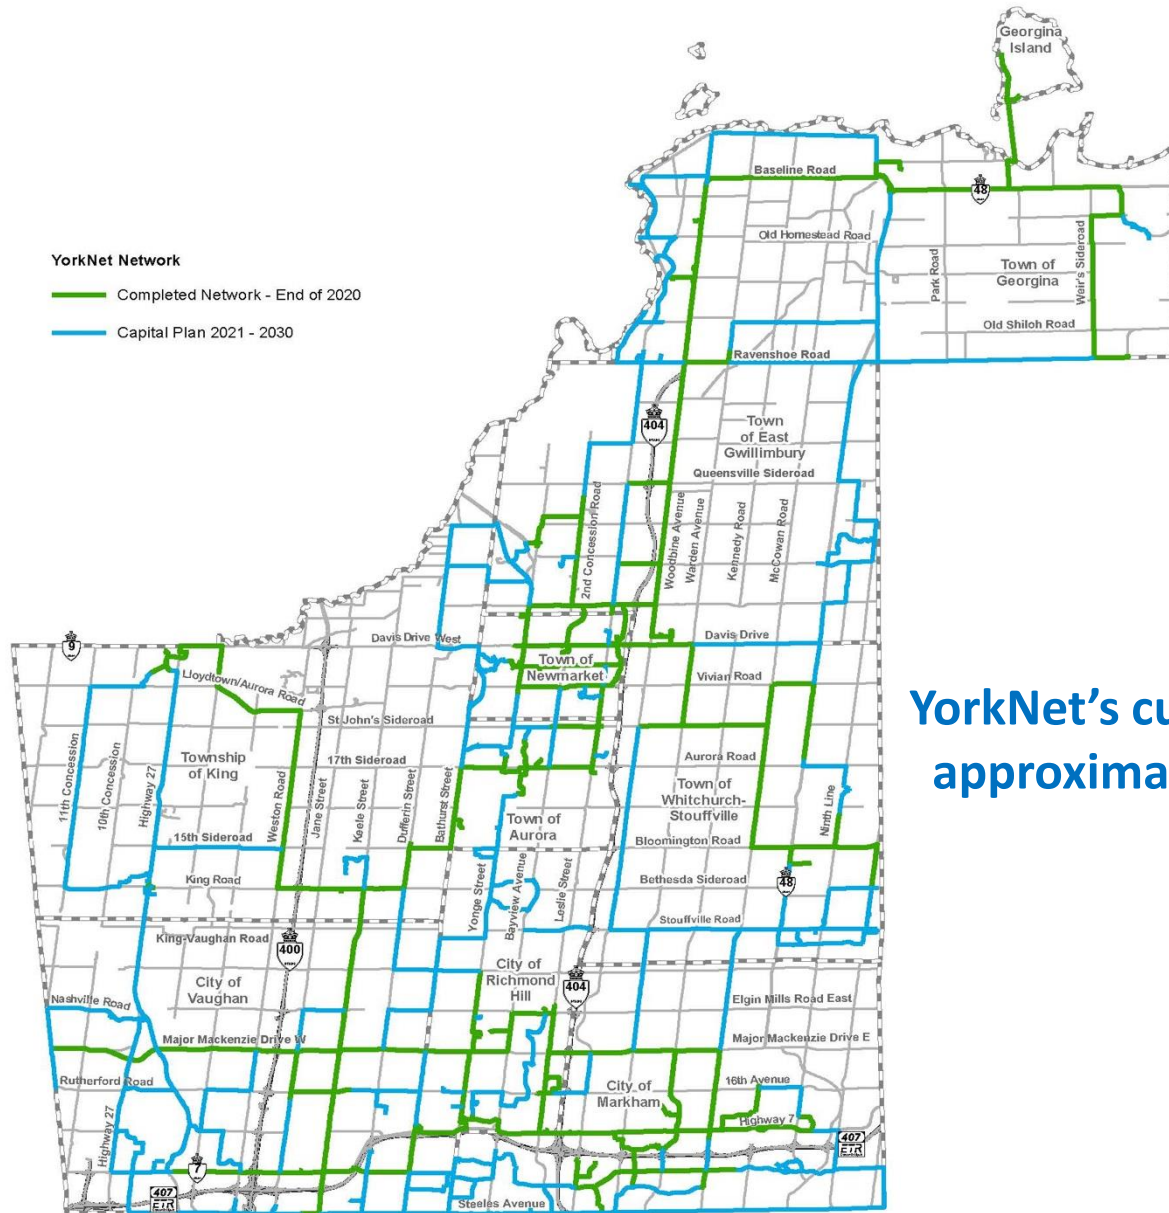 Georgina
Island
Baseline Road
48
Old Homestead Road
YorkNet Network
Completed Network - End of 2020
Capital Plan 2021 - 2030
Park Road
Town of
Georgina
Weir's Sideroad
Old Shiloh Road
Ravenshoe Road
404
Town
of East
Gwillimbury
Queensville Sideroad
2nd Concession Road
Woodbine Avenue
Warden Avenue
Kennedy Road
McCowan Road
9
Davis Drive West
Davis Drive
Town of
Newmarket
Vivian Road
Lloydtown/Aurora Road
St John's Sideroad
YorkNet's cu
approxima
11th Concession
10th Concession
Highway 27
Township
of King
17th Sideroad
Weston Road
Jane Street
Keele Street
Dufferin Street
Bathurst Street
Aurora Road
Town of
Whitchurch-
Stouffville
Ninth Line
15th Sideroad
Town of
Aurora
Bloomington Road
King Road
Yonge Street
Bayview Avenue
Leslie Street
Bethesda Sideroad
48
Stouffville Road
King-Vaughan Road
400
City of
Vaughan
City of
Richmond
Hill
404
Nashville Road
Elgin Mills Road East
Major Mackenzie Drive W
Major Mackenzie Drive E
Rutherford Road
City of
Markham
16th Avenue
Highway 27
Highway 7
407
ETR
7
407
ETR
Steeles Avenue